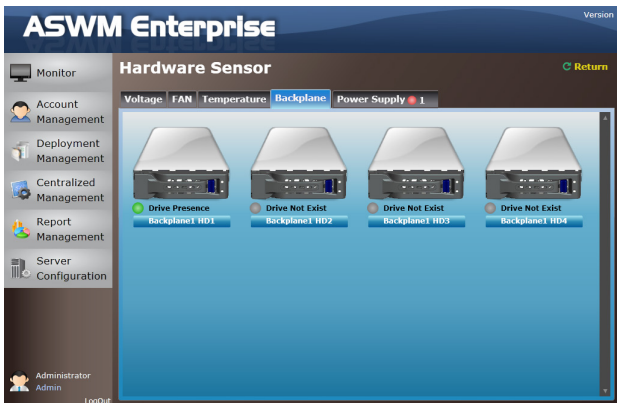 ASWM Enterprise
Version
Monitor
Account
Management
Deployment
Management
Centralized
Management
Report
Management
Server
Configuration
Administrator
Admin
LogOut
Hardware Sensor
Return
Voltage FAN Temperature Backplane Power Supply 1
Drive Presence Drive Not Exist Drive Not Exist Drive Not Exist
Backplane1 HD1 Backplane1 HD2 Backplane1 HD3 Backplane1 HD4